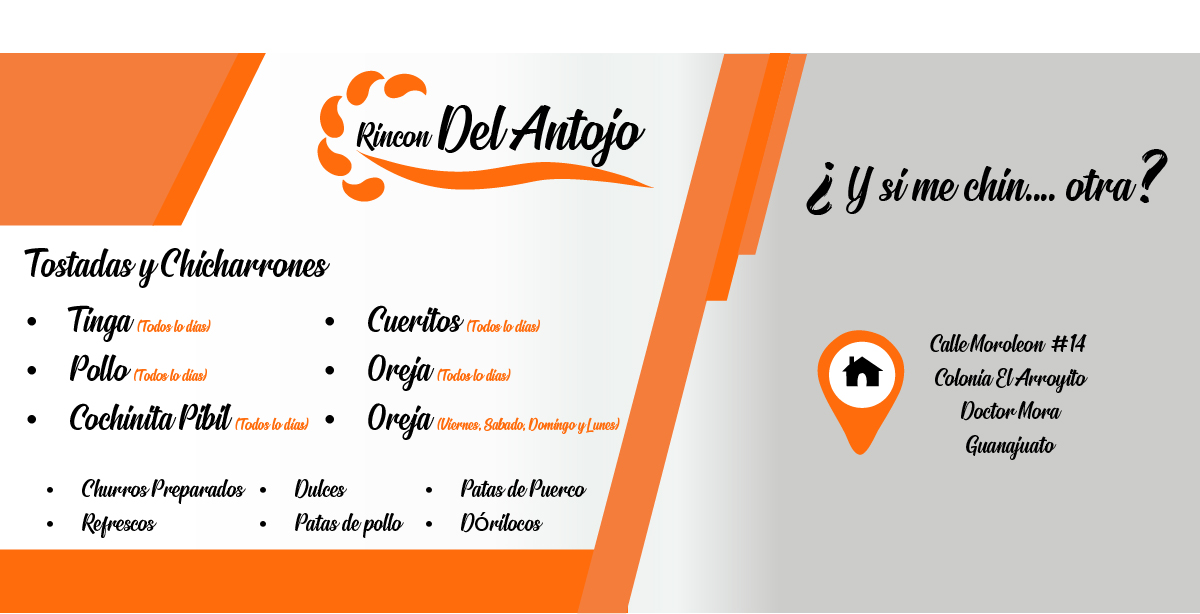 Rincon Del Antojo
¿Y si me chin.... otra?
Tostadas y Chicharrones
• Tinga (Todos lo días)
• Pollo (Todos lo días)
• Cochinita Pibil (Todos lo días)
• Cueritos (Todos lo días)
• Oreja (Todos lo días)
• Oreja (Viernes, Sabado, Domingo y Lunes)
• Churros Preparados
• Refrescos
• Dulces
• Patas de pollo
• Patas de Puerco
• DÓrilocos
Calle Moroleon #14
Colonia El Arroyito
Doctor Mora
Guanajuato